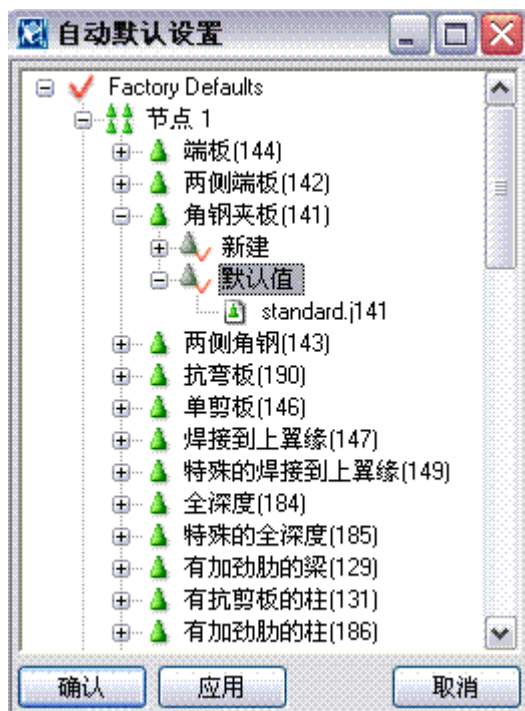 自动默认设置
Factory Defaults
节点 1
端板(144)
两侧端板(142)
角钢夹板(141)
新建
默认值
standard.j141
两侧角钢(143)
抗弯板(190)
单剪板(146)
焊接到上翼缘(147)
特殊的焊接到上翼缘(149)
全深度(184)
特殊的全深度(185)
有加劲肋的梁(129)
有抗剪板的柱(131)
有加劲肋的柱(186)
确认 应用 取消